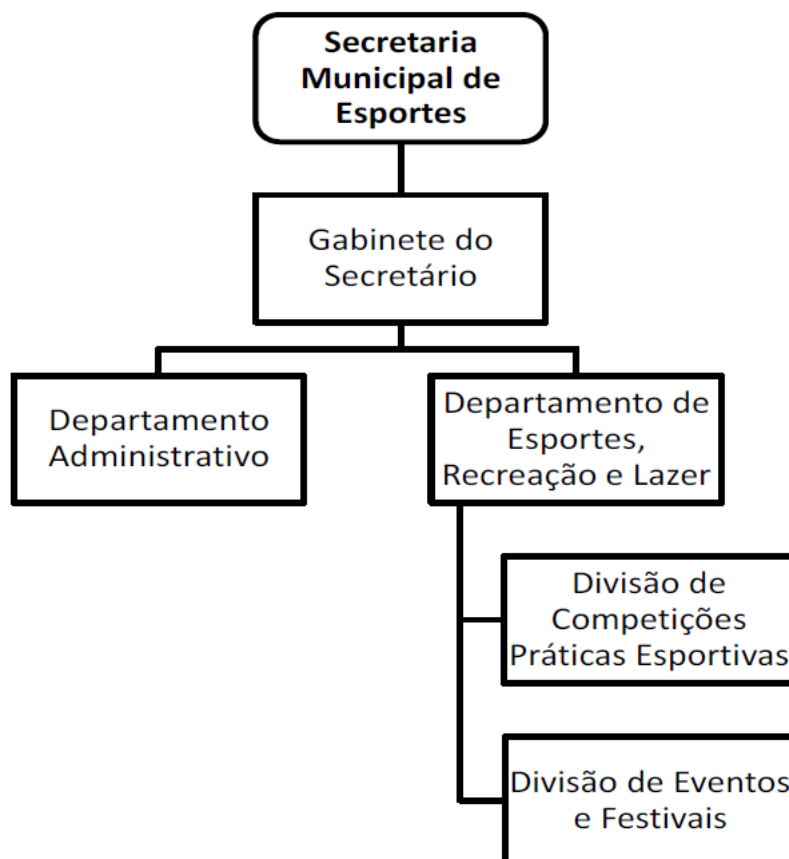 Secretaria
Municipal de
Esportes
Gabinete do
Secretário
Departamento
Administrativo
Departamento de
Esportes,
Recreação e Lazer
Divisão de
Competições
Práticas Esportivas
Divisão de Eventos
e Festivais